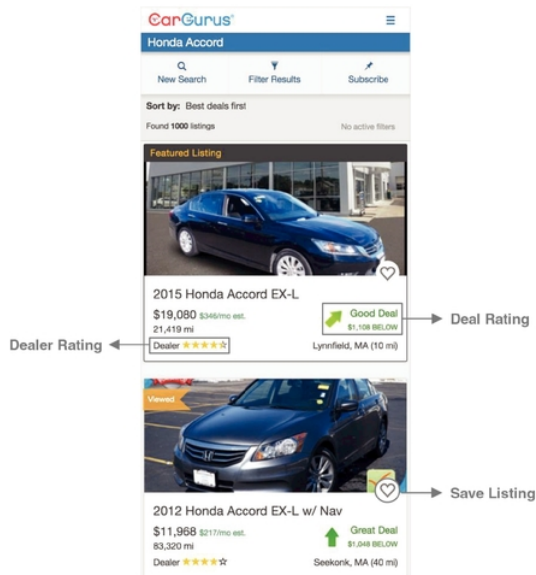 CarGurus
Honda Accord
New Search Filter Results Subscribe
Sort by: Best deals first
Found 1000 listings No active filters
Featured Listing
2015 Honda Accord EX-L
$19,080 $346/mo est. Good Deal
21,419 mi $1,108 BELOW
Deal Rating
Dealer Rating
Dealer ★★★★☆ Lynnfield, MA (10 mi)
Viewed
Save Listing
2012 Honda Accord EX-L w/ Nav
$11,968 $217/mo est. Great Deal
83,320 mi $1,048 BELOW
Dealer ★★★★☆ Seekonk, MA (40 mi)